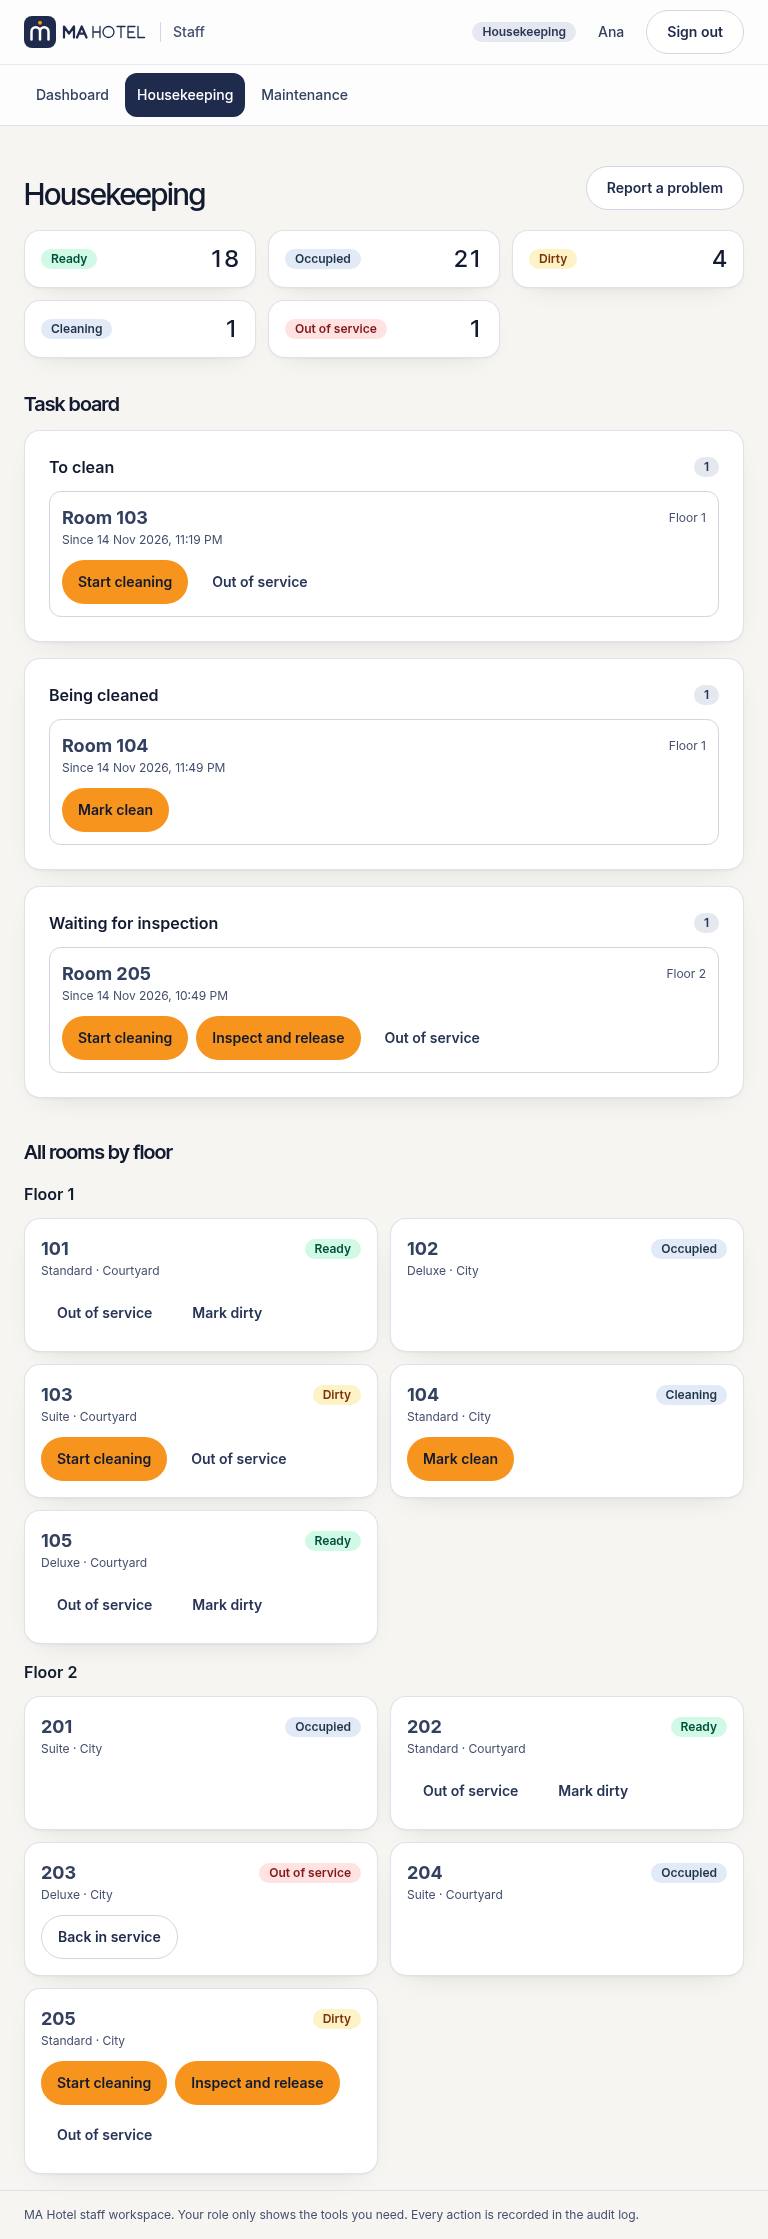 MA HOTEL Staff Housekeeping Ana Sign out
Dashboard Housekeeping Maintenance
Housekeeping Report a problem
Ready 18 Occupied 21 Dirty 4
Cleaning 1 Out of service 1
Task board
To clean 1
Room 103 Floor 1
Since 14 Nov 2026, 11:19 PM
Start cleaning Out of service
Being cleaned 1
Room 104 Floor 1
Since 14 Nov 2026, 11:49 PM
Mark clean
Waiting for inspection 1
Room 205 Floor 2
Since 14 Nov 2026, 10:49 PM
Start cleaning Inspect and release Out of service
All rooms by floor
Floor 1
101 Ready
Standard · Courtyard
Out of service Mark dirty
102 Occupied
Deluxe · City
103 Dirty
Suite · Courtyard
Start cleaning Out of service
104 Cleaning
Standard · City
Mark clean
105 Ready
Deluxe · Courtyard
Out of service Mark dirty
Floor 2
201 Occupied
Suite · City
202 Ready
Standard · Courtyard
Out of service Mark dirty
203 Out of service
Deluxe · City
Back in service
204 Occupied
Suite · Courtyard
205 Dirty
Standard · City
Start cleaning Inspect and release
Out of service
MA Hotel staff workspace. Your role only shows the tools you need. Every action is recorded in the audit log.